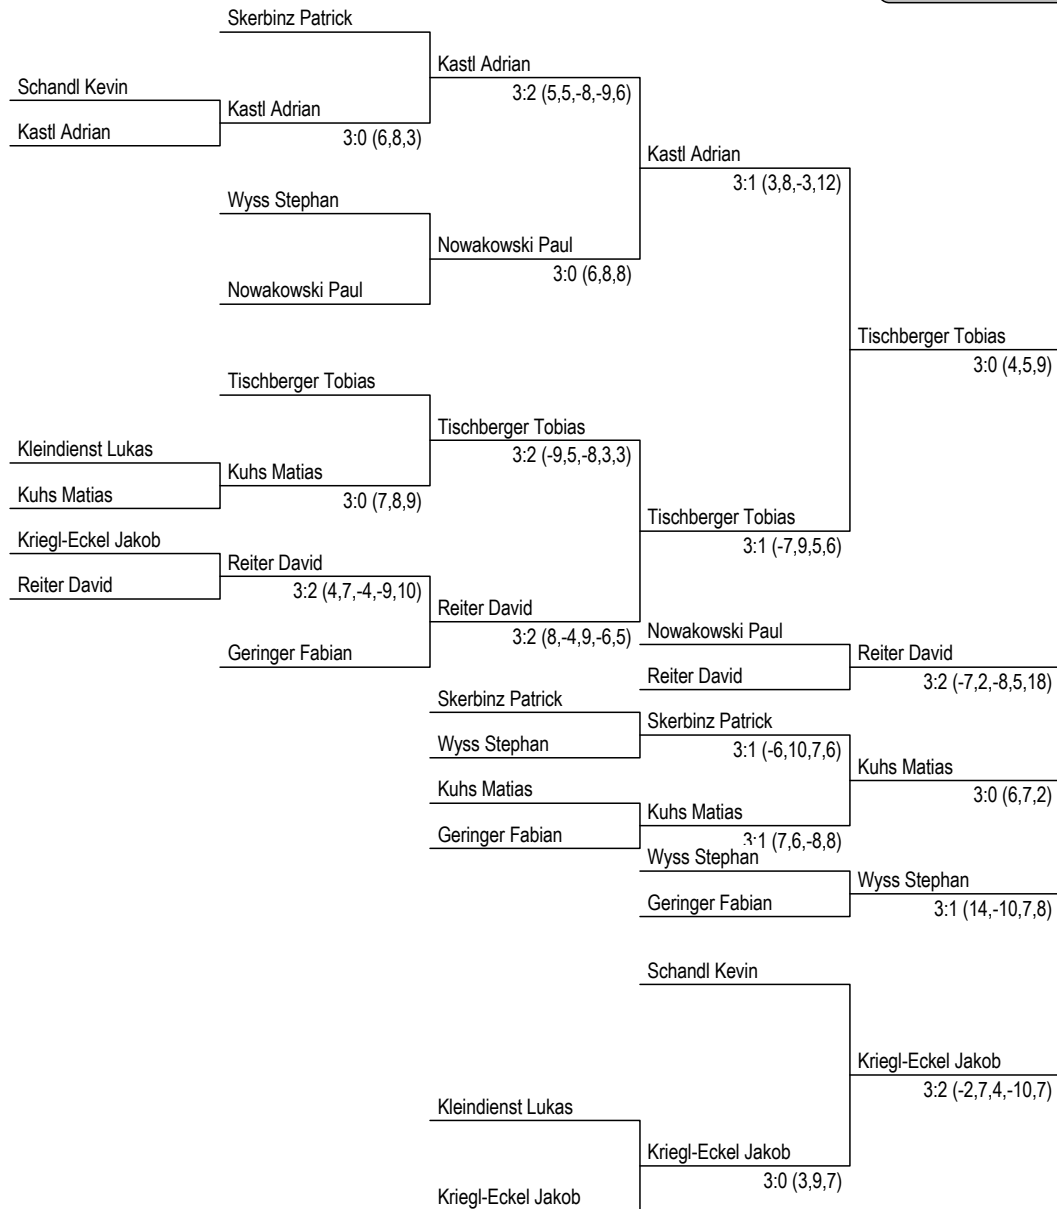 Skerbinz Patrick
Kastl Adrian
3:2 (5,5,-8,-9,6)
Schandl Kevin
Kastl Adrian
Kastl Adrian
3:0 (6,8,3)
Kastl Adrian
3:1 (3,8,-3,12)
Wyss Stephan
Nowakowski Paul
3:0 (6,8,8)
Nowakowski Paul
Tischberger Tobias
3:0 (4,5,9)
Tischberger Tobias
Tischberger Tobias
3:2 (-9,5,-8,3,3)
Kleindienst Lukas
Kuhs Matias
Kuhs Matias
3:0 (7,8,9)
Tischberger Tobias
3:1 (-7,9,5,6)
Kriegl-Eckel Jakob
Reiter David
Reiter David
3:2 (4,7,-4,-9,10)
Reiter David
3:2 (8,-4,9,-6,5)
Geringer Fabian
Nowakowski Paul
Reiter David
Reiter David
3:2 (-7,2,-8,5,18)
Skerbinz Patrick
Wyss Stephan
Skerbinz Patrick
3:1 (-6,10,7,6)
Kuhs Matias
3:0 (6,7,2)
Kuhs Matias
Geringer Fabian
Kuhs Matias
3:1 (7,6,-8,8)
Wyss Stephan
Geringer Fabian
Wyss Stephan
3:1 (14,-10,7,8)
Schandl Kevin
Kriegl-Eckel Jakob
3:2 (-2,7,4,-10,7)
Kleindienst Lukas
Kriegl-Eckel Jakob
3:0 (3,9,7)
Kriegl-Eckel Jakob